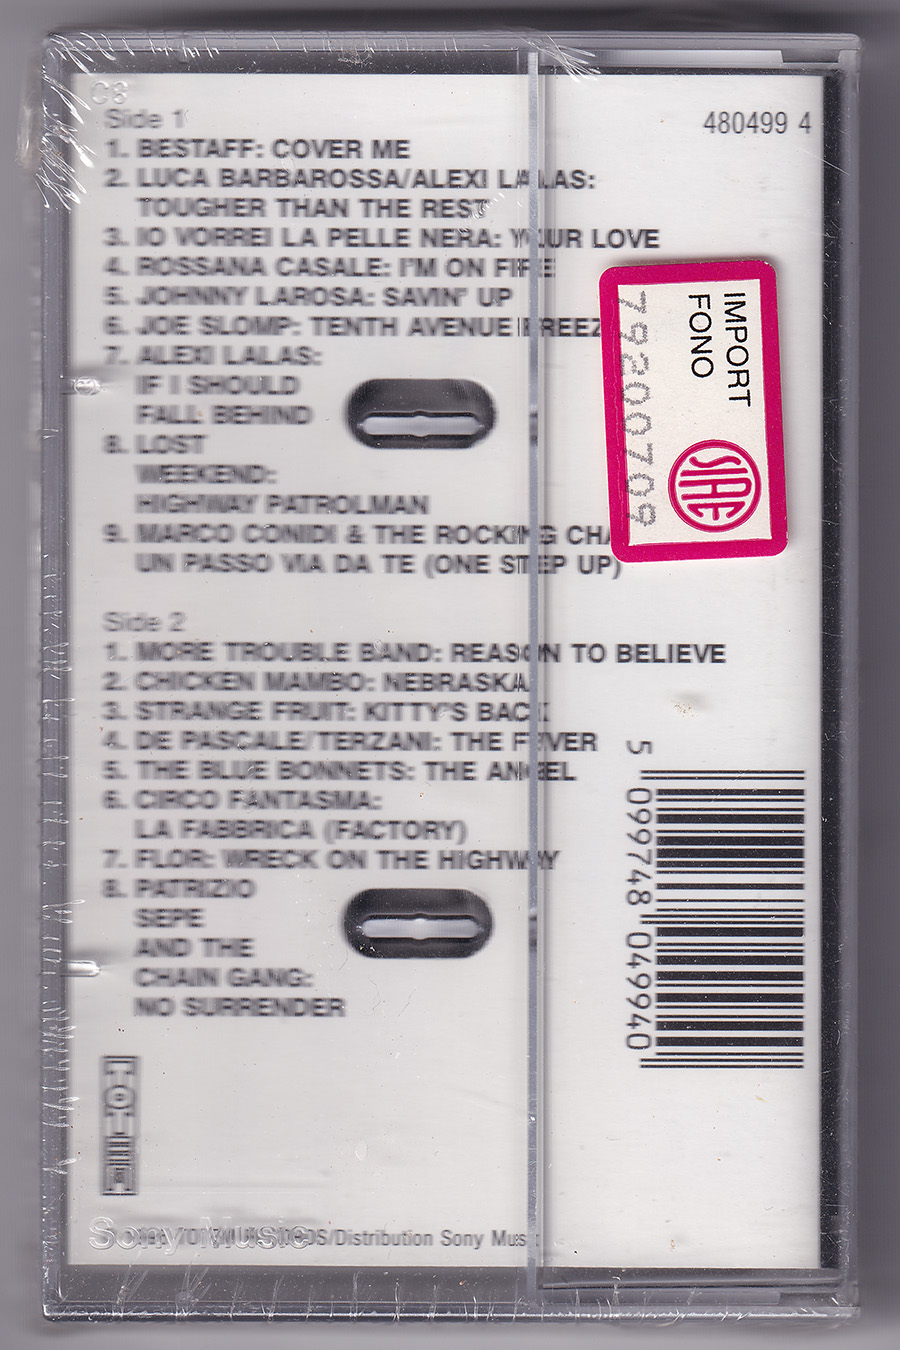 C8
Side 1
480499 4
1. BESTAFF: COVER ME
2. LUCA BARBAROSSA/ALEXI LALAS:
TOUGHER THAN THE REST
3. IO VORREI LA PELLE NERA: YOUR LOVE
4. ROSSANA CASALE: I'M ON FIRE
5. JOHNNY LAROSA: SAVIN' UP
6. JOE SLOMP: TENTH AVENUE FREEZ
7. ALEXI LALAS:
IF I SHOULD
FALL BEHIND
8. LOST
WEEKEND:
HIGHWAY PATROLMAN
9. MARCO CONIDI & THE ROCKING CHA
UN PASSO VIA DA TE (ONE STEP UP)
IMPORT
FONO
79200709
SIAE
Side 2
1. MORE TROUBLE BAND: REASON TO BELIEVE
2. CHICKEN MAMBO: NEBRASKA
3. STRANGE FRUIT: KITTY'S BACK
4. DE PASCALE/TERZANI: THE FEVER
5. THE BLUE BONNETS: THE ANGEL
6. CIRCO FANTASMA:
LA FABBRICA (FACTORY)
7. FLOR: WRECK ON THE HIGHWAY
8. PATRIZIO
SEPE
AND THE
CHAIN GANG:
NO SURRENDER
5 099748 049940
Sony Music
/Distribution Sony Music